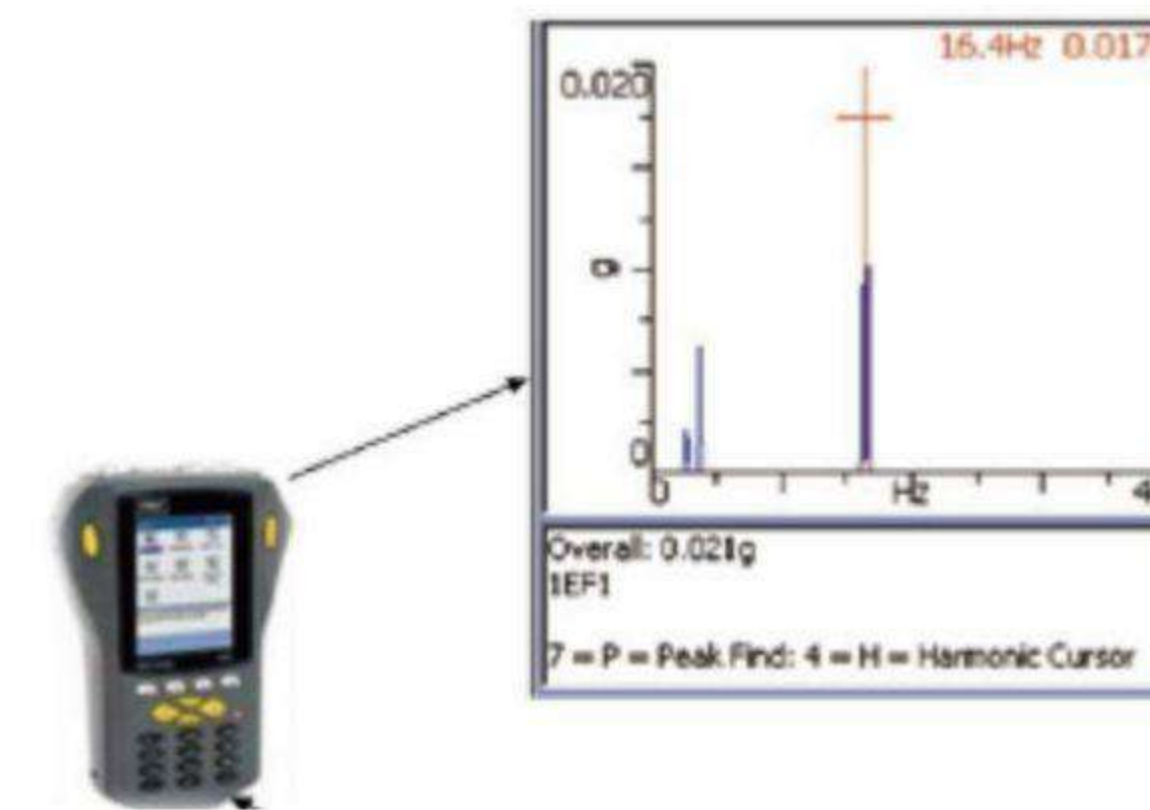 16.4Hz 0.017
0.020
g
0
0
Hz
4
Overall: 0.021g
1EF1
7 = P = Peak Find: 4 = H = Harmonic Cursor